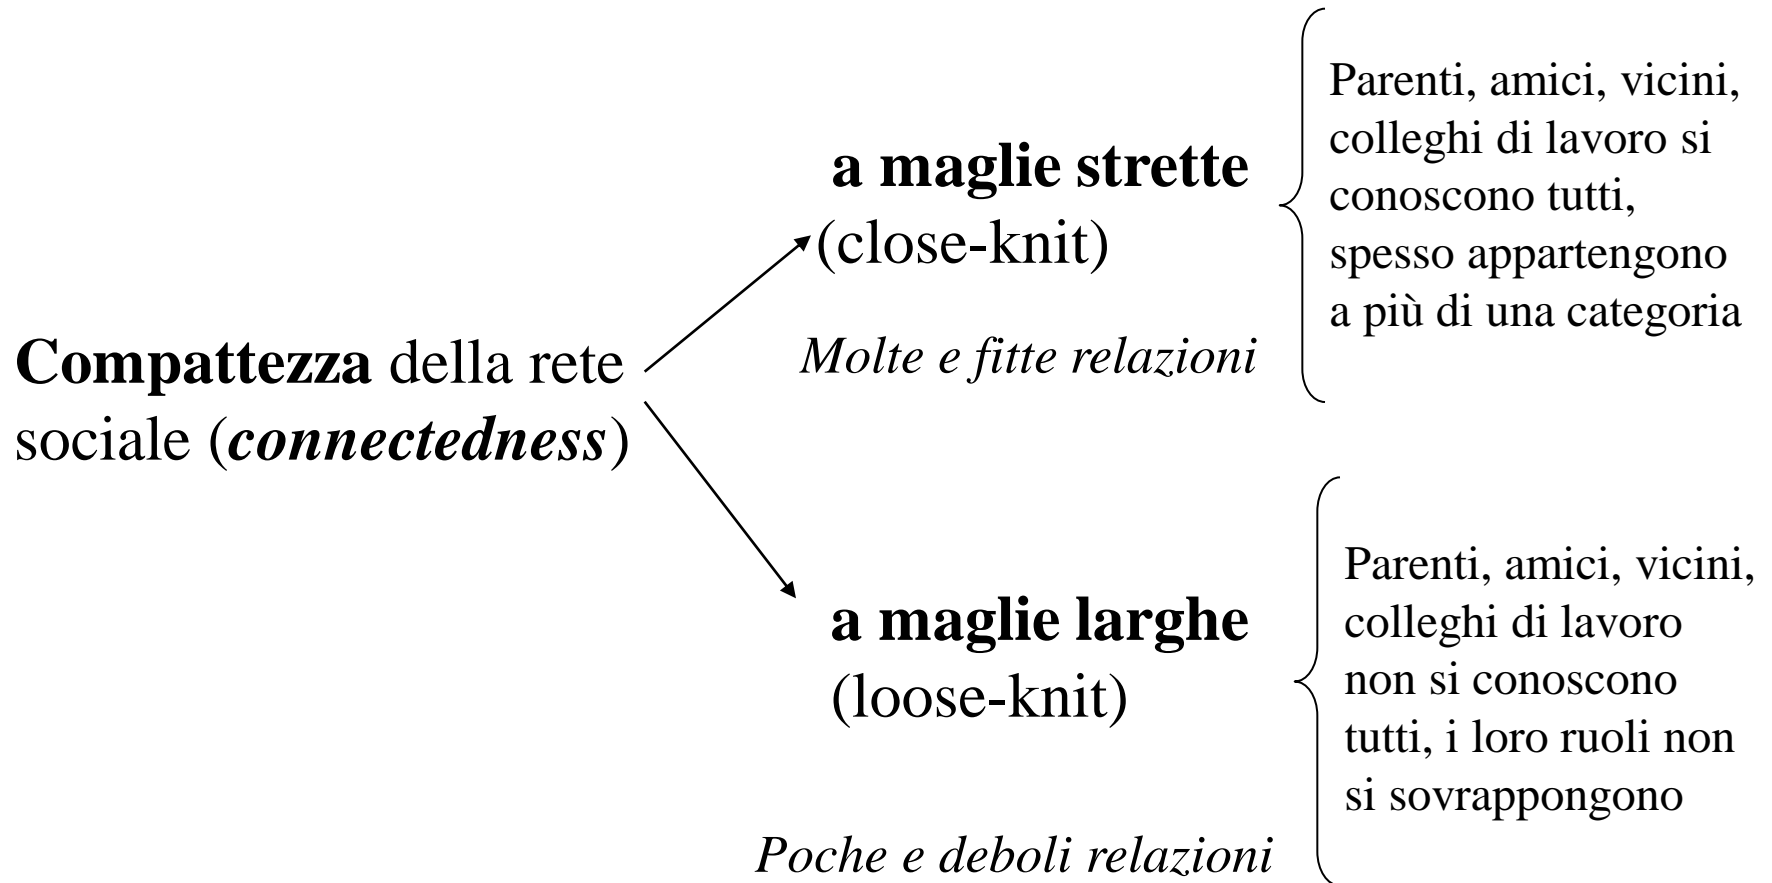 Compattezza della rete
sociale (connectedness)
a maglie strette
(close-knit)
Molte e fitte relazioni
Parenti, amici, vicini,
colleghi di lavoro si
conoscono tutti,
spesso appartengono
a più di una categoria
a maglie larghe
(loose-knit)
Poche e deboli relazioni
Parenti, amici, vicini,
colleghi di lavoro
non si conoscono
tutti, i loro ruoli non
si sovrappongono